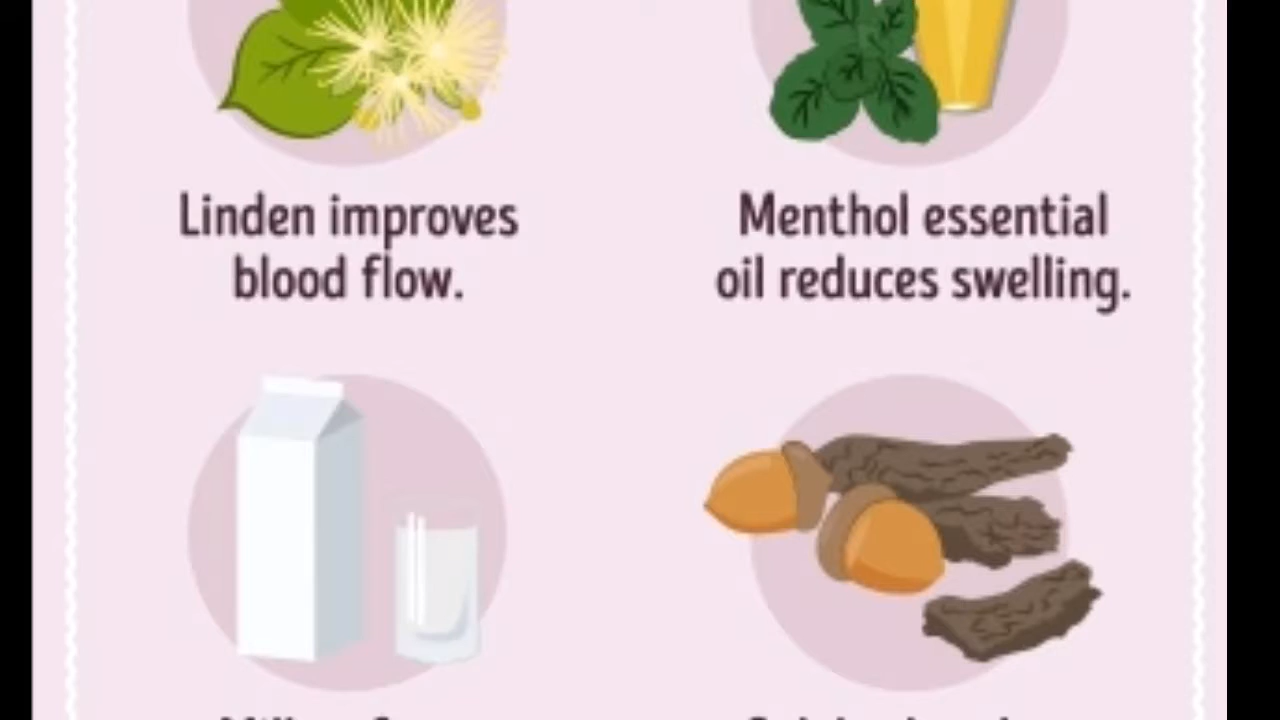 Linden improves
blood flow.
Menthol essential
oil reduces swelling.